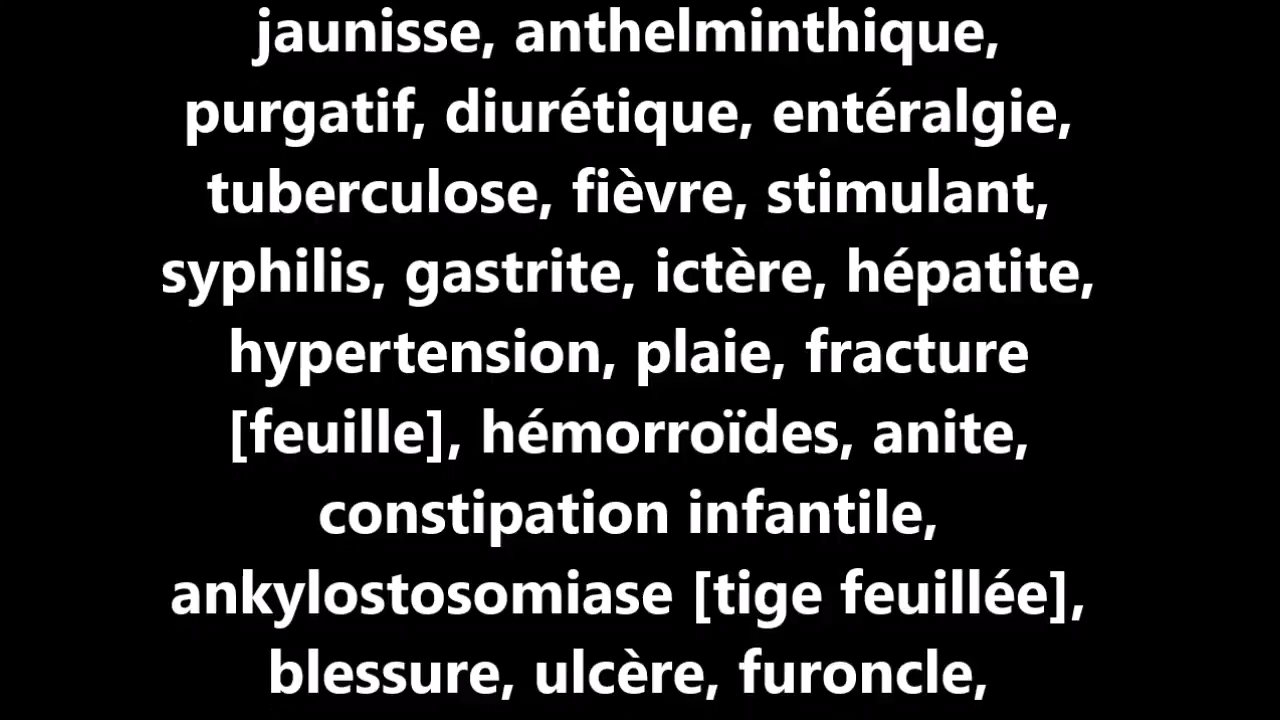 jaunisse, anthelminthique,
purgatif, diurétique, entéralgie,
tuberculose, fièvre, stimulant,
syphilis, gastrite, ictère, hépatite,
hypertension, plaie, fracture
[feuille], hémorroïdes, anite,
constipation infantile,
ankylostosomiase [tige feuillée],
blessure, ulcère, furoncle,